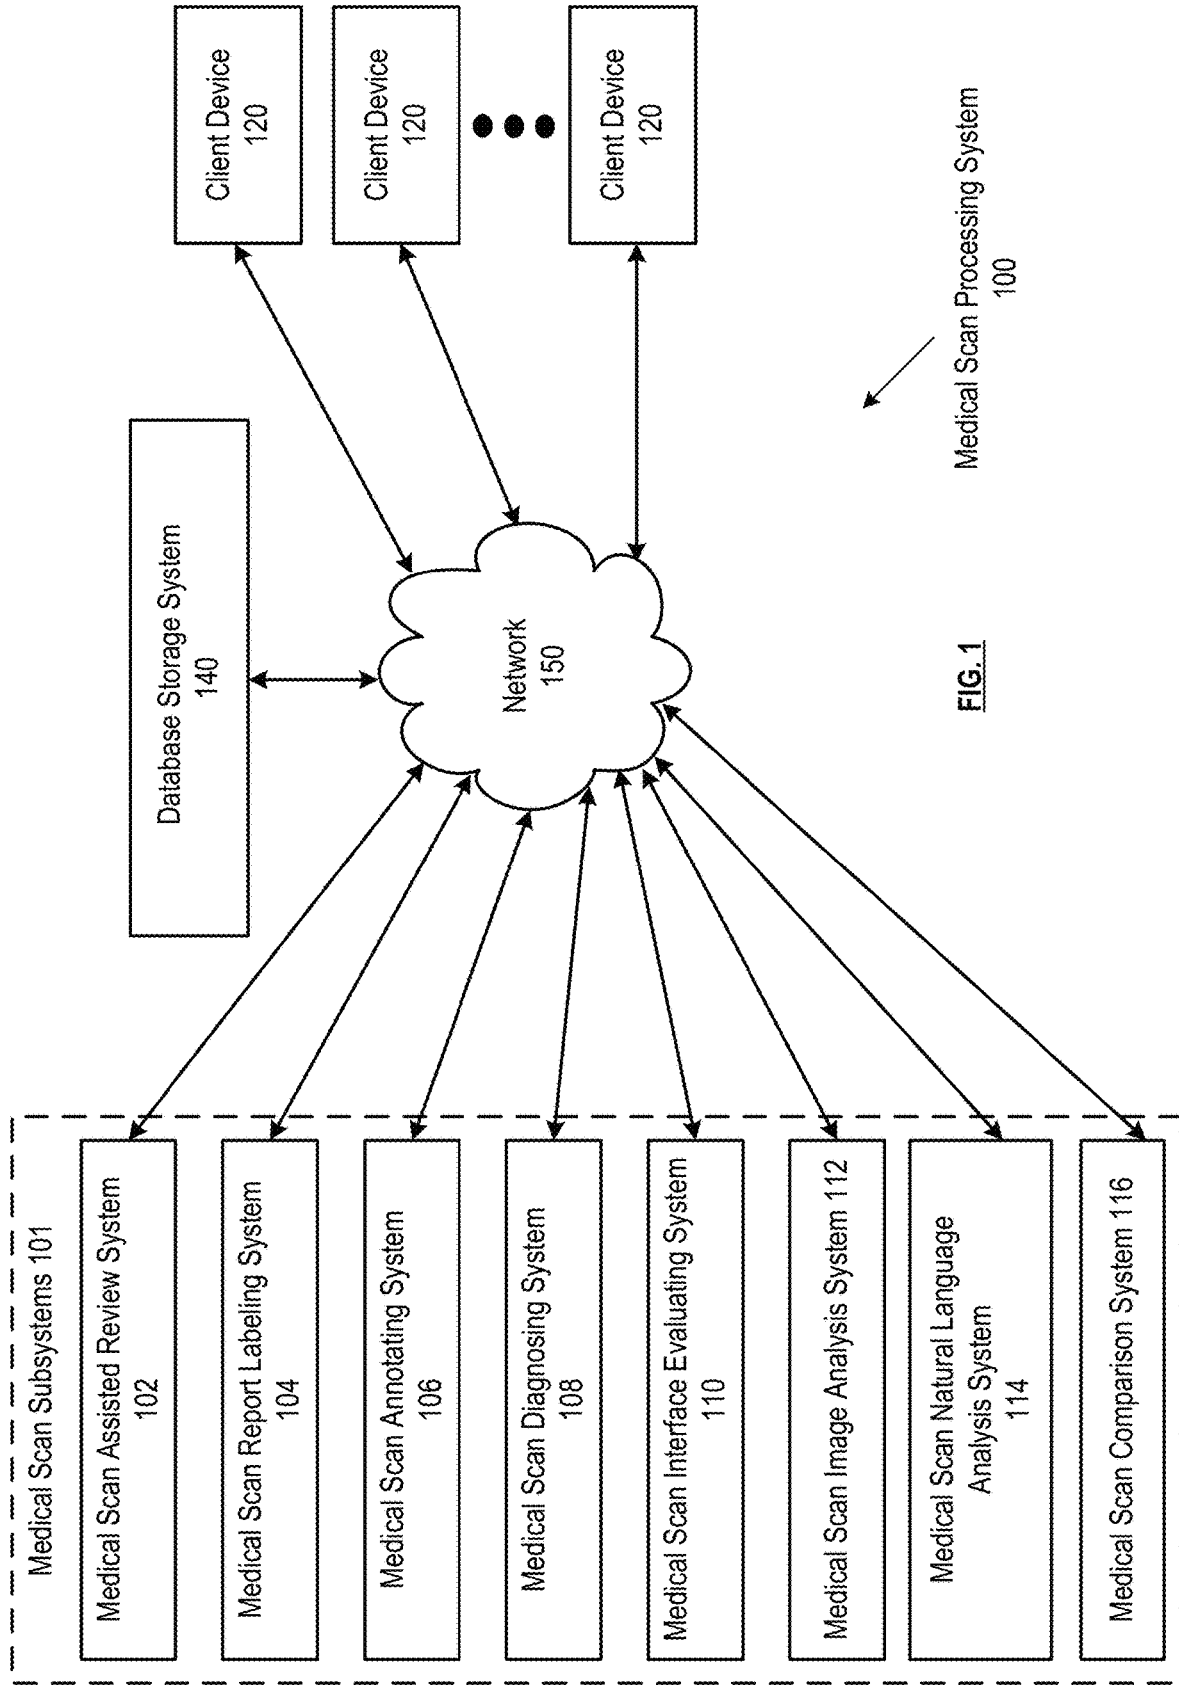 Medical Scan Subsystems 101
Medical Scan Assisted Review System
102
Medical Scan Report Labeling System
104
Medical Scan Annotating System
106
Medical Scan Diagnosing System
108
Medical Scan Interface Evaluating System
110
Medical Scan Image Analysis System 112
Medical Scan Natural Language
Analysis System
114
Medical Scan Comparison System 116
Database Storage System
140
Network
150
Client Device
120
Client Device
120
Client Device
120
FIG. 1
Medical Scan Processing System
100